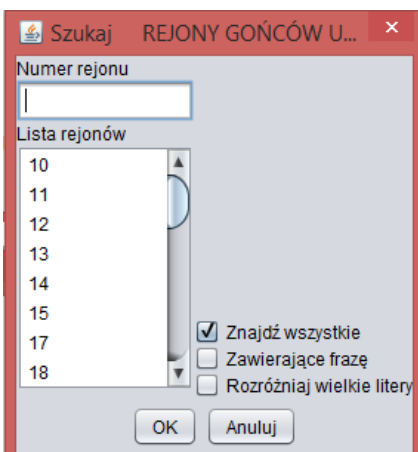 Szukaj REJONY GOŃCÓW U...
Numer rejonu
Lista rejonów
10
11
12
13
14
15
17
18
Znajdź wszystkie
Zawierające frazę
Rozróżniaj wielkie litery
OK Anuluj